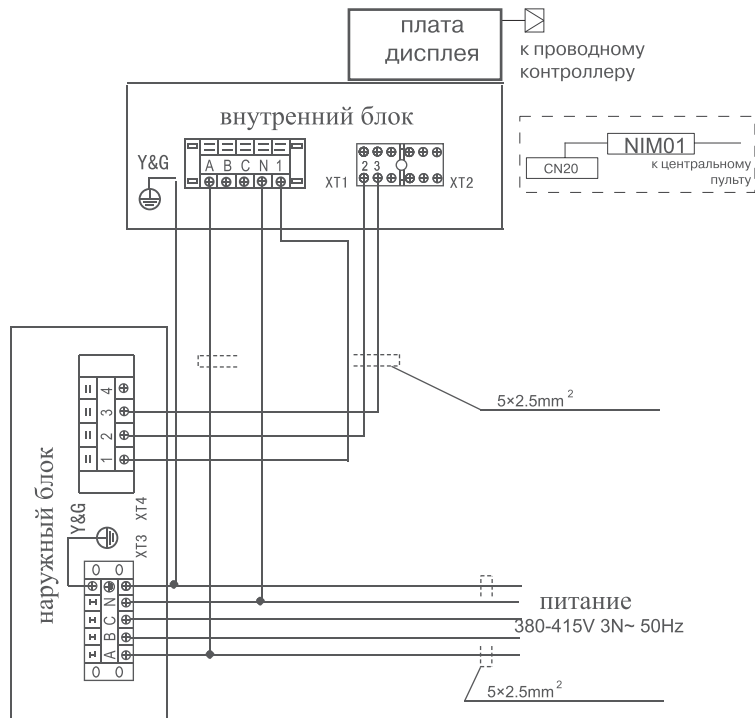 плата
дисплея
к проводному
контроллеру
внутренний блок
Y&G
A B C N 1
2 3
XT1
XT2
NIM01
CN20
к центральному
пульту
5×2.5mm²
4
3
2
1
наружный блок
Y&G
XT4
XT3
N
C
B
A
питание
380-415V 3N~ 50Hz
5×2.5mm²